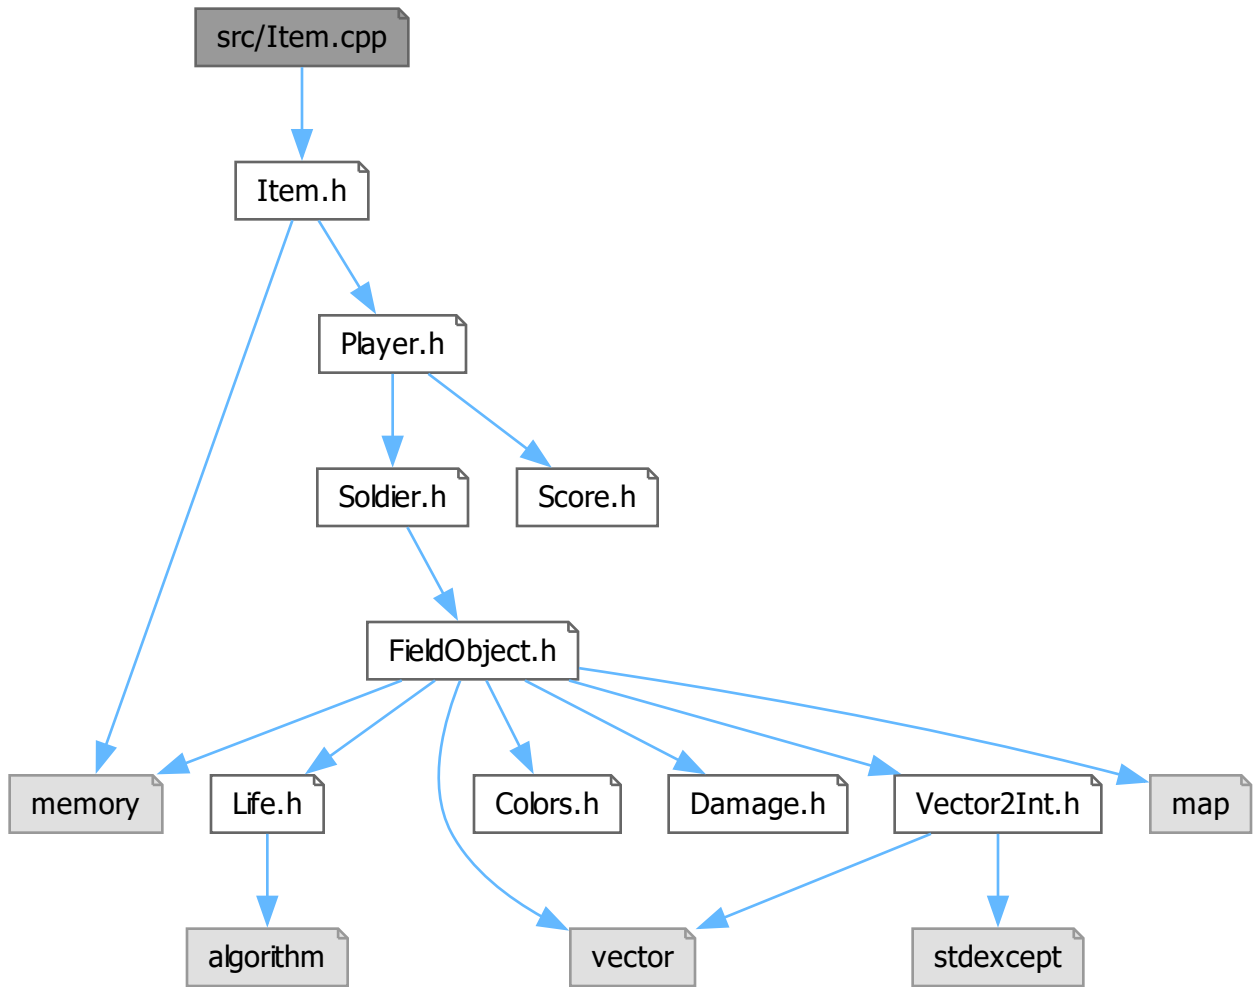 src/Item.cpp
Item.h
Player.h
Soldier.h
Score.h
FieldObject.h
memory
Life.h
Colors.h
Damage.h
Vector2Int.h
map
algorithm
vector
stdexcept